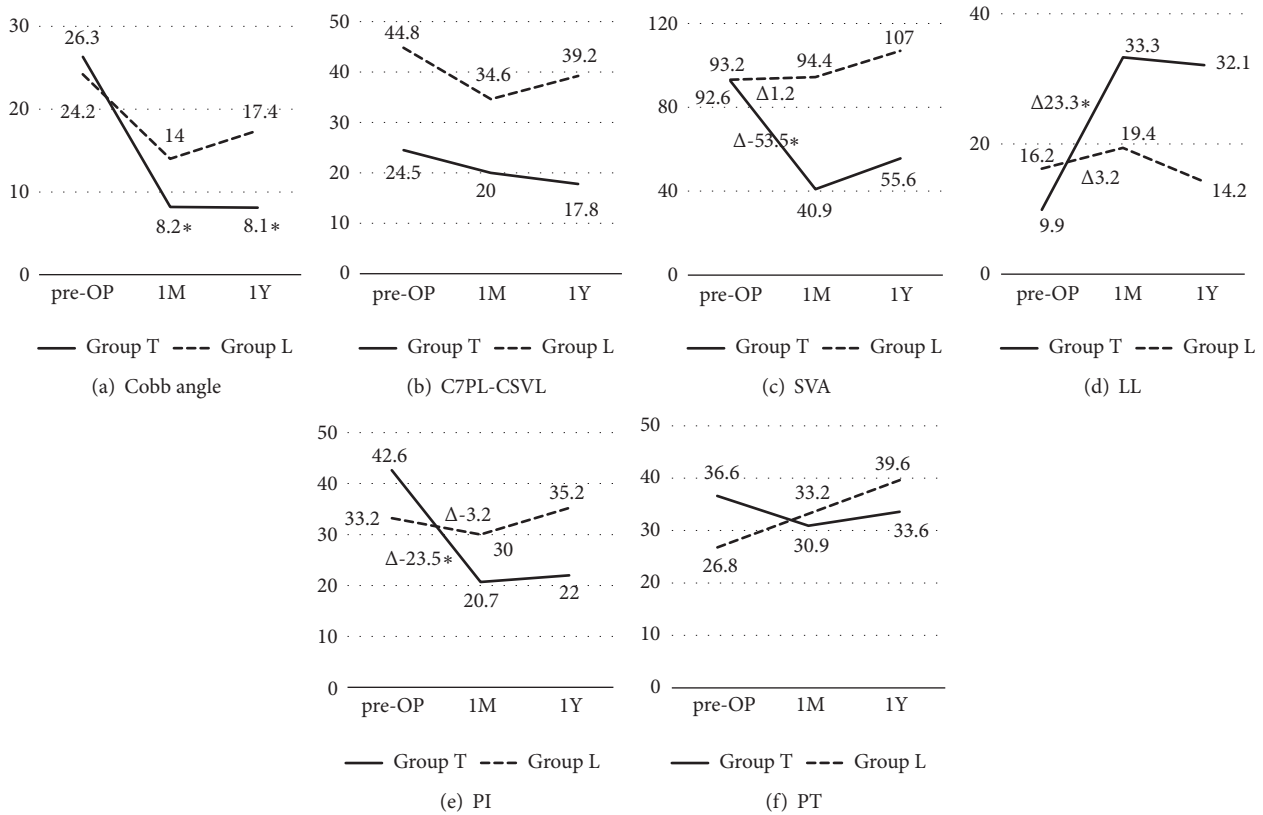 30
20
10
0
26.3
24.2
14
17.4
8.2*
8.1*
pre-OP 1M 1Y
Group T Group L
(a) Cobb angle
50
40
30
20
10
0
44.8
34.6
39.2
24.5
20
17.8
pre-OP 1M 1Y
Group T Group L
(b) C7PL-CSVL
120
80
40
0
93.2
94.4
107
92.6
Δ1.2
Δ-53.5*
40.9
55.6
pre-OP 1M 1Y
Group T Group L
(c) SVA
40
20
0
33.3
32.1
Δ23.3*
16.2
19.4
Δ3.2
14.2
9.9
pre-OP 1M 1Y
Group T Group L
(d) LL
50
40
30
20
10
0
42.6
33.2
Δ-3.2
35.2
Δ-23.5*
30
20.7
22
pre-OP 1M 1Y
Group T Group L
(e) PI
50
40
30
20
10
0
36.6
33.2
39.6
26.8
30.9
33.6
pre-OP 1M 1Y
Group T Group L
(f) PT